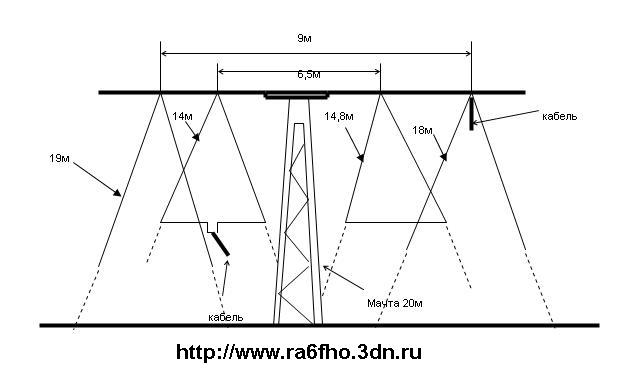 9м
6,5м
14м
14,8м
18м
кабель
19м
кабель
Мачта 20м
http://www.ra6fho.3dn.ru